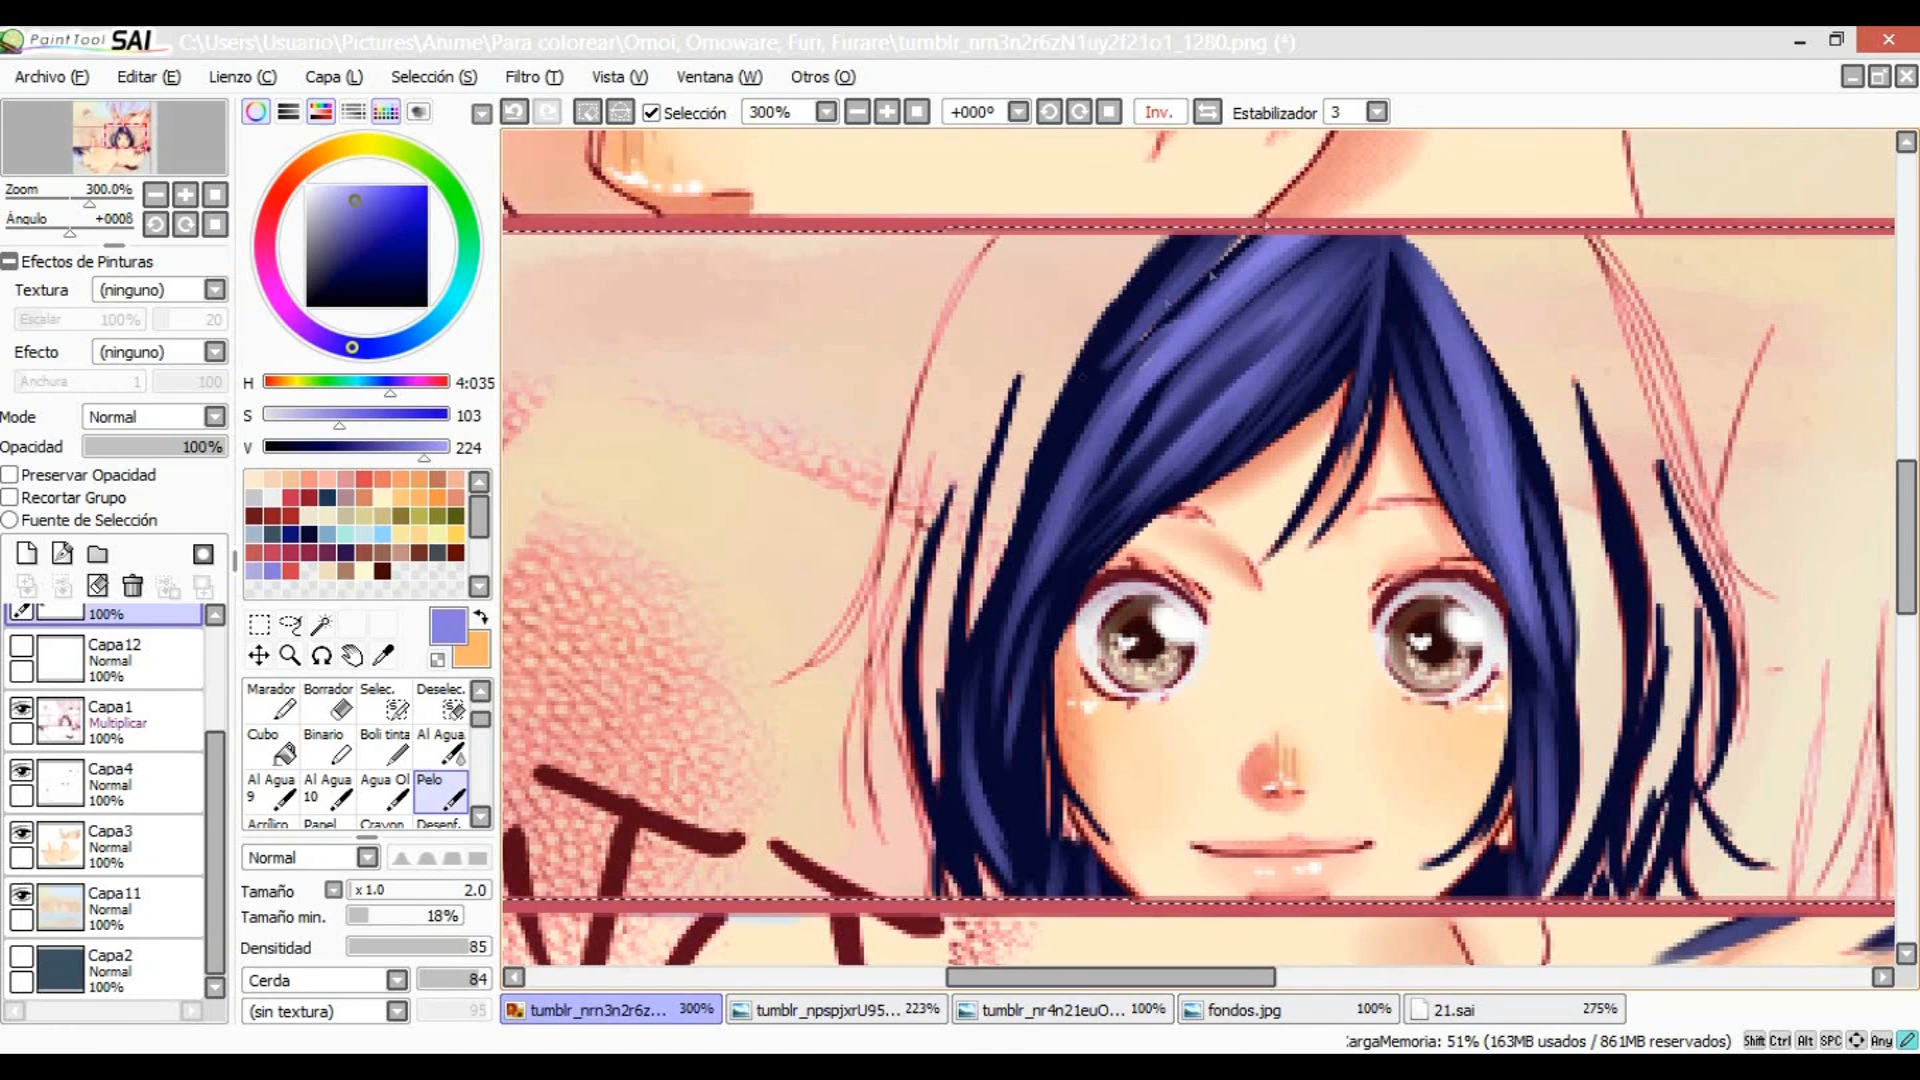 PaintTool SAI C:\Users\Usuario\Pictures\Anime\Para colorear\Omoi, Omoware, Furi, Furare\tumblr_nrn3n2r6zN1uy2f21o1_1280.png (*)
Archivo (F) Editar (E) Lienzo (C) Capa (L) Selección (S) Filtro (T) Vista (V) Ventana (W) Otros (O)
Selección 300% +000º Inv. Estabilizador 3
Zoom 300.0%
Ángulo +000ß
Efectos de Pinturas
Textura (ninguno)
Escalar 100% 20
Efecto (ninguno)
Anchura 1 100
Modo Normal
Opacidad 100%
Preservar Opacidad
Recortar Grupo
Fuente de Selección
100%
Capa12
Normal
100%
Capa1
Multiplicar
100%
Capa4
Normal
100%
Capa3
Normal
100%
Capa11
Normal
100%
Capa2
Normal
100%
H 4:035
S 103
V 224
Marador Borrador Selec. Deselec.
Cubo Binario Boli tinta Al Agua
Al Agua 9 Al Agua 10 Agua Ol Pelo
Acrílico Papel Crayon Desenf.
Normal
Tamaño x 1.0 2.0
Tamaño min. 18%
Densitidad 85
Cerda 84
(sin textura) 95
tumblr_nrn3n2r6z... 300% tumblr_npspjxrU95... 223% tumblr_nr4n21euO... 100% fondos.jpg 100% 21.sai 275%
CargaMemoria: 51% (163MB usados / 861MB reservados) Shift Ctrl Alt SPC Any